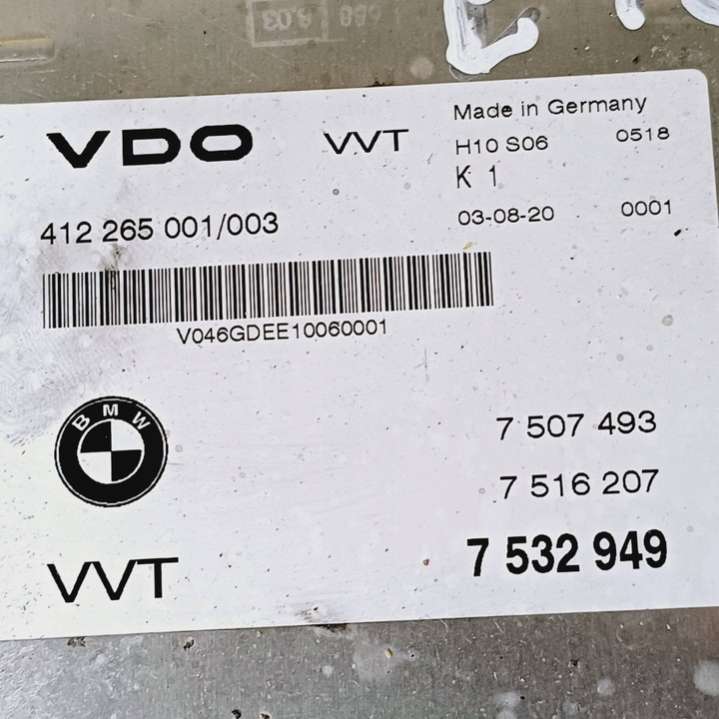 VDO VVT Made in Germany
H10 S06 0518
K 1
412 265 001/003 03-08-20 0001
V046GDEE10060001
BMW
7 507 493
7 516 207
VVT 7 532 949